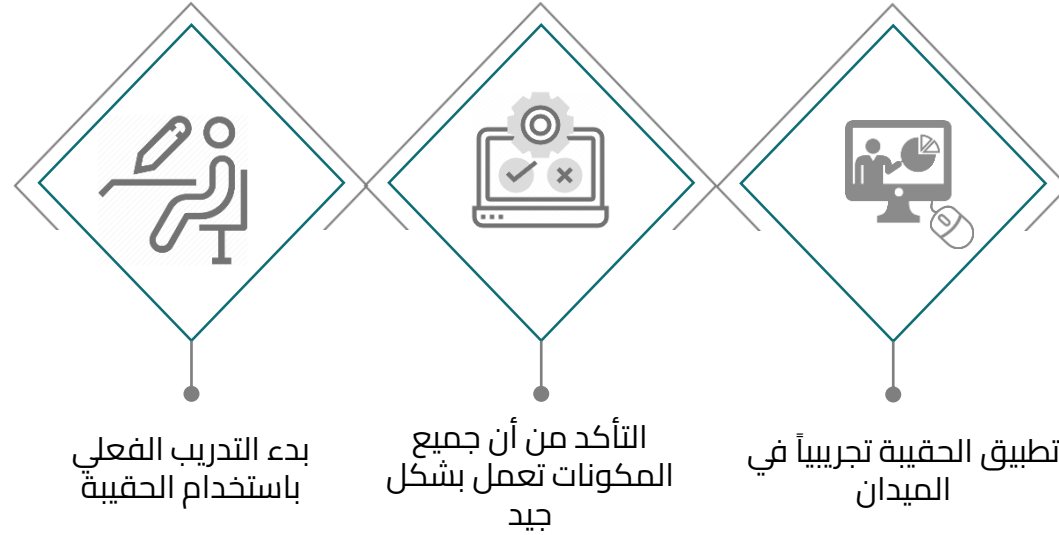 تطبيق الحقيبة تجريبياً في
الميدان
التأكد من أن جميع
المكونات تعمل بشكل
جيد
بدء التدريب الفعلي
باستخدام الحقيبة